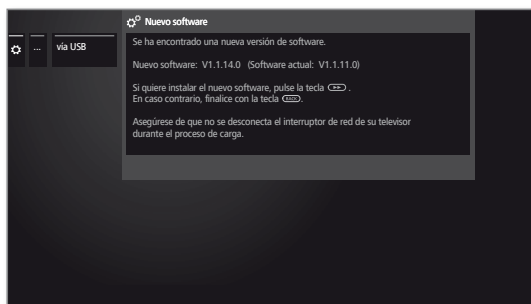 Nuevo software
... vía USB
Se ha encontrado una nueva versión de software.
Nuevo software: V1.1.14.0 (Software actual: V1.1.11.0)
Si quiere instalar el nuevo software, pulse la tecla .
En caso contrario, finalice con la tecla BACK.
Asegúrese de que no se desconecta el interruptor de red de su televisor
durante el proceso de carga.